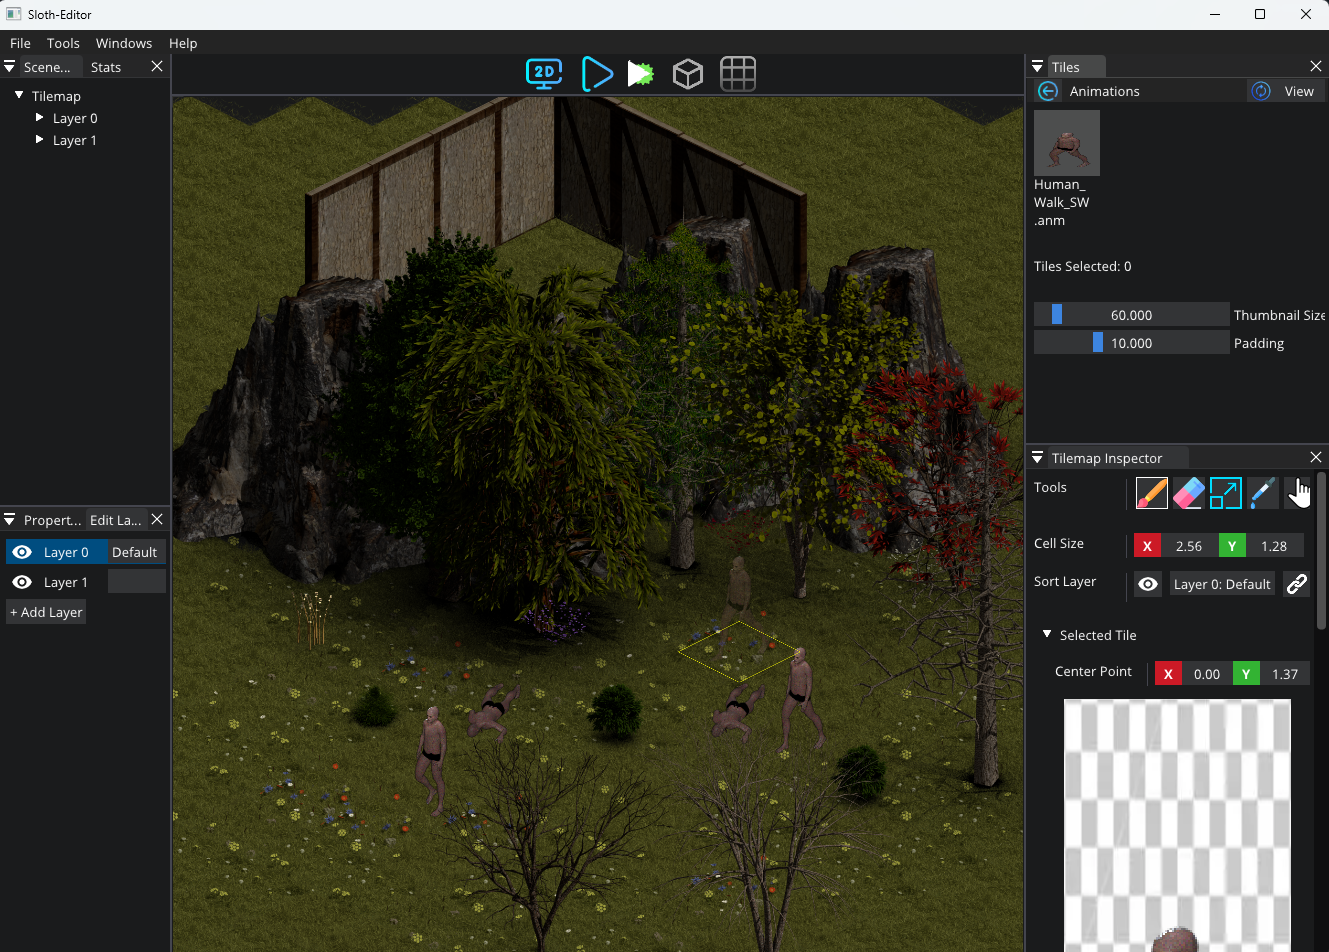 Sloth-Editor
File Tools Windows Help
Scene... Stats
Tilemap
Layer 0
Layer 1
Propert... Edit La...
Layer 0 Default
Layer 1
+ Add Layer
2D
Tiles
Animations View
Human_
Walk_SW
.anm
Tiles Selected: 0
60.000 Thumbnail Size
10.000 Padding
Tilemap Inspector
Tools
Cell Size X 2.56 Y 1.28
Sort Layer Layer 0: Default
Selected Tile
Center Point X 0.00 Y 1.37